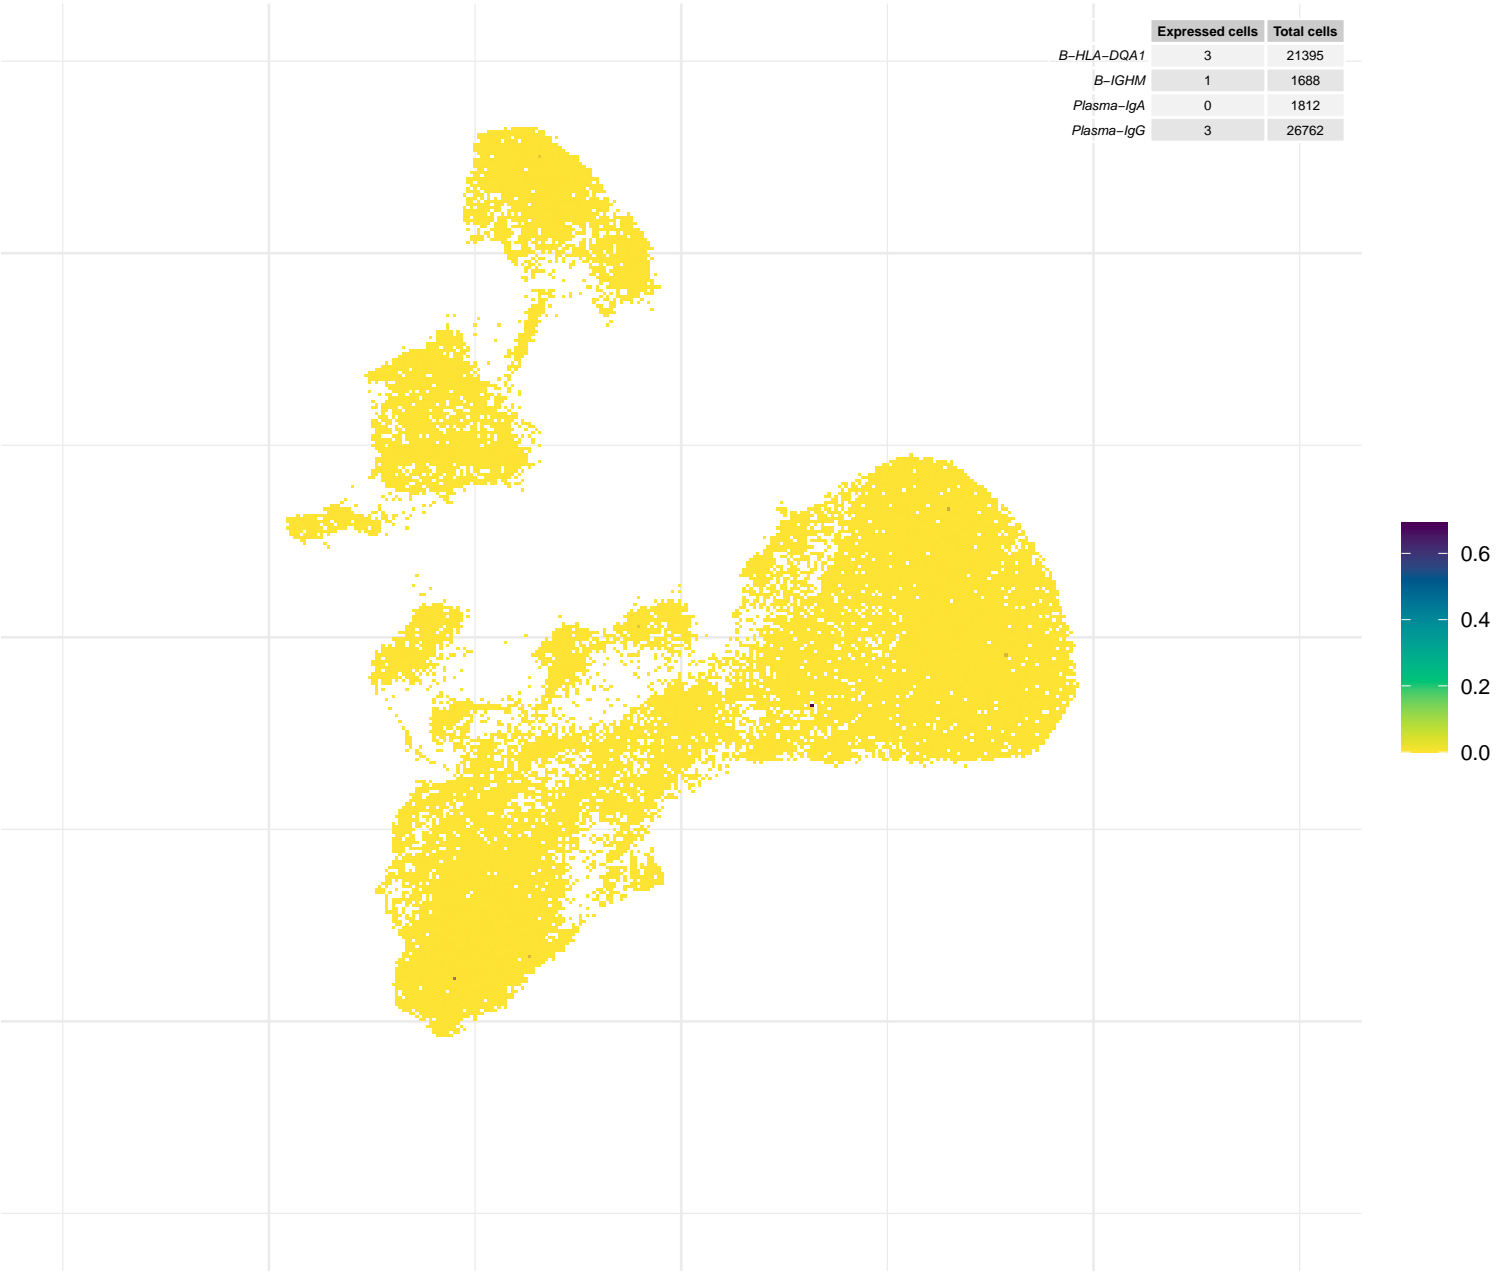 Expressed cells Total cells
B−HLA−DQA1 3 21395
B−IGHM 1 1688
Plasma−IgA 0 1812
Plasma−IgG 3 26762
0.6
0.4
0.2
0.0